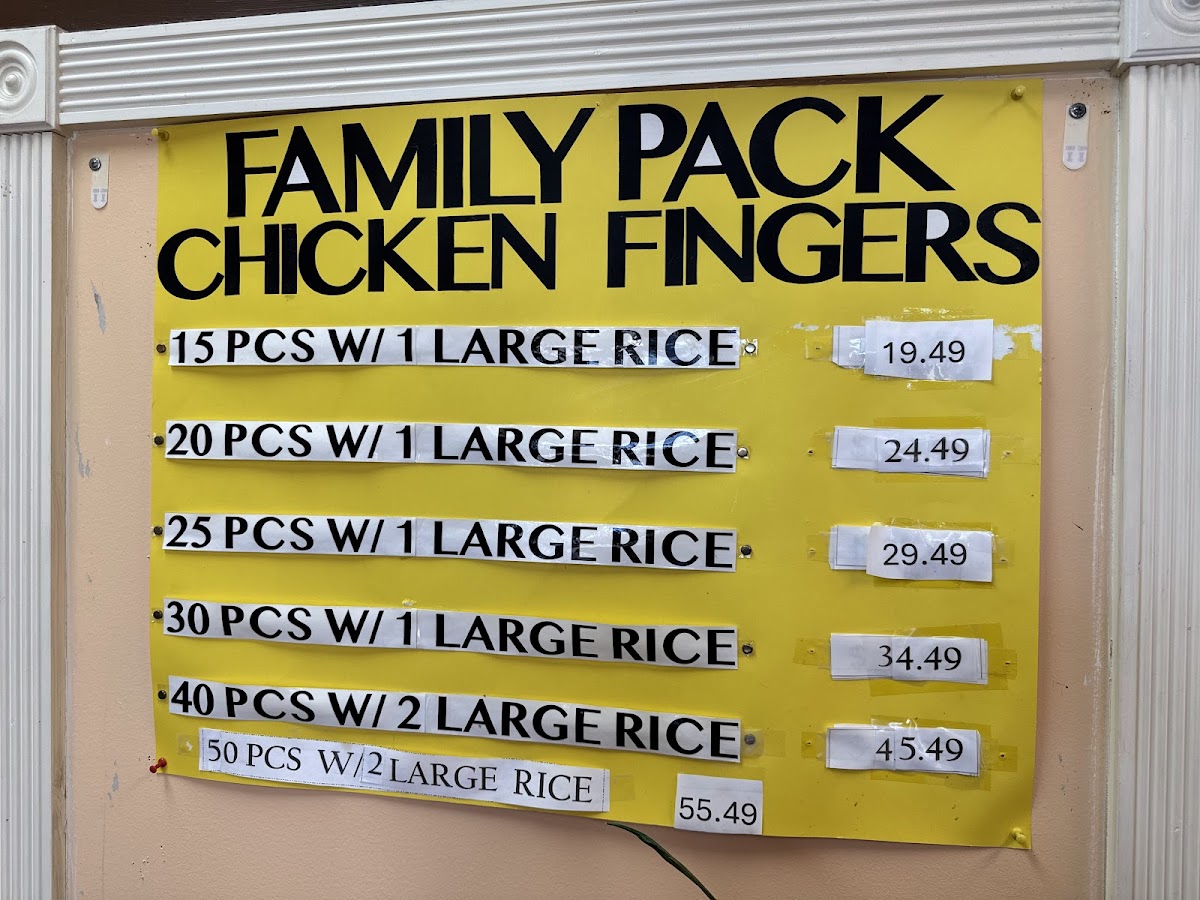 FAMILY PACK
CHICKEN FINGERS
15 PCS W/ 1 LARGE RICE 19.49
20 PCS W/ 1 LARGE RICE 24.49
25 PCS W/ 1 LARGE RICE 29.49
30 PCS W/ 1 LARGE RICE 34.49
40 PCS W/ 2 LARGE RICE 45.49
50 PCS W/2 LARGE RICE 55.49